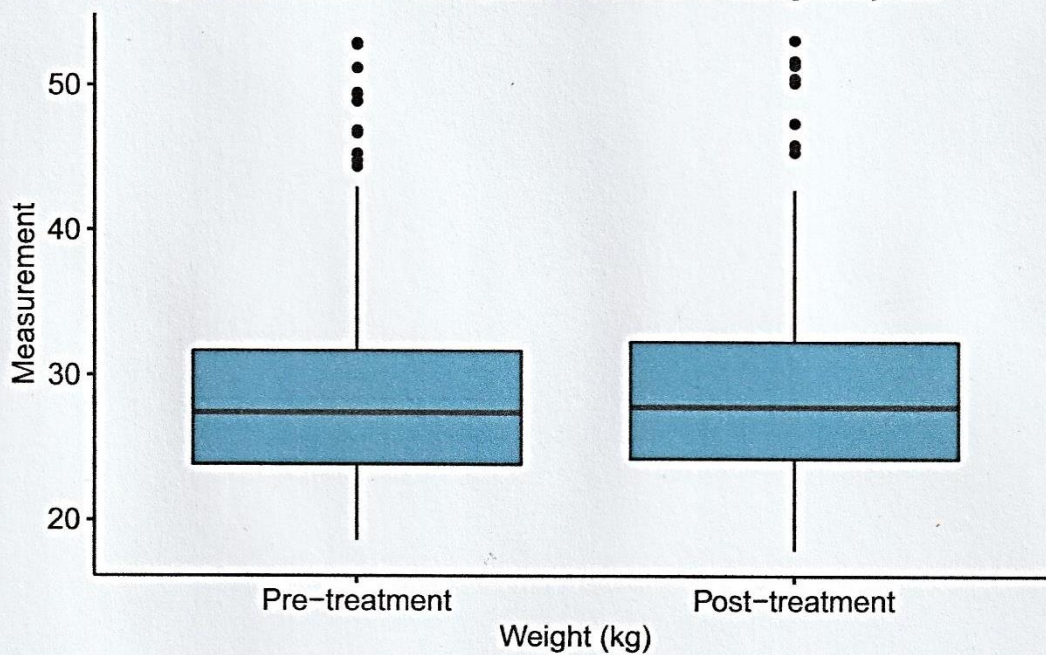 50
40
Measurement
30
20
Pre-treatment
Post-treatment
Weight (kg)